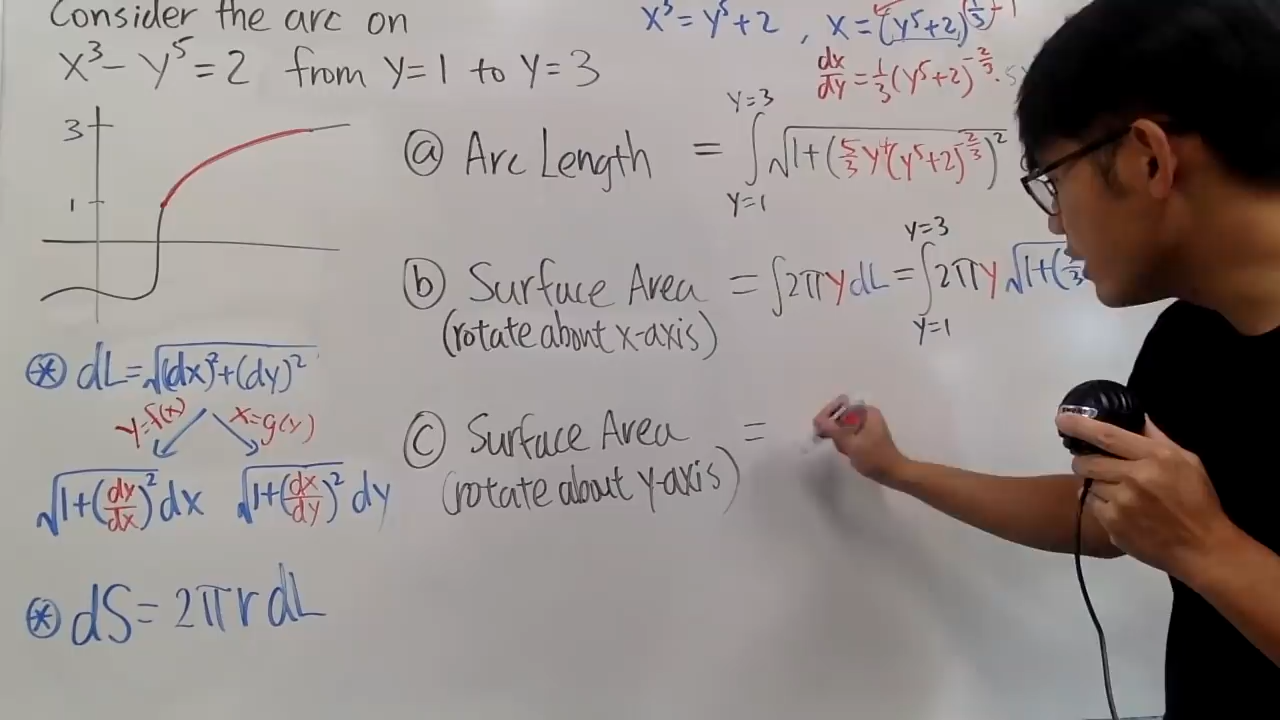 Consider the arc on
x³ - y⁵ = 2 from y=1 to y=3
x³ = y⁵+2 , x = (y⁵+2)^(1/3) -1
dx/dy = 1/3 (y⁵+2)^(-2/3) · 5
3
1
ⓐ Arc Length = ∫_{y=1}^{y=3} √(1+(5/3 y⁴(y⁵+2)^(-2/3))²)
ⓑ Surface Area = ∫2πy dL = ∫_{y=1}^{y=3} 2πy √1+(
(rotate about x-axis)
⊛ dL = √((dx)²+(dy)²)
y=f(x) x=g(y)
√(1+(dy/dx)²) dx √(1+(dx/dy)²) dy
ⓒ Surface Area =
(rotate about y-axis)
⊛ dS = 2πr dL